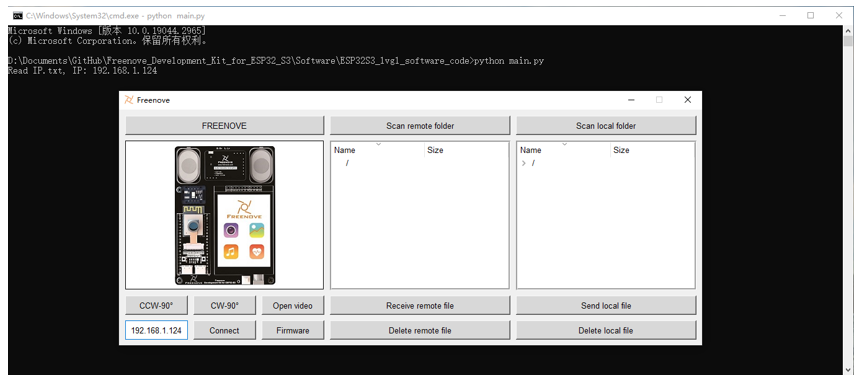 C:\Windows\System32\cmd.exe - python main.py
Microsoft Windows [版本 10.0.19044.2965]
(c) Microsoft Corporation。保留所有权利。
D:\Documents\GitHub\Freenove_Development_Kit_for_ESP32_S3\Software\ESP32S3_lvgl_software_code>python main.py
Read IP.txt, IP: 192.168.1.124
Freenove
FREENOVE Scan remote folder Scan local folder
Name Size Name Size
/ > /
FREENOVE
CCW-90° CW-90° Open video Receive remote file Send local file
192.168.1.124 Connect Firmware Delete remote file Delete local file